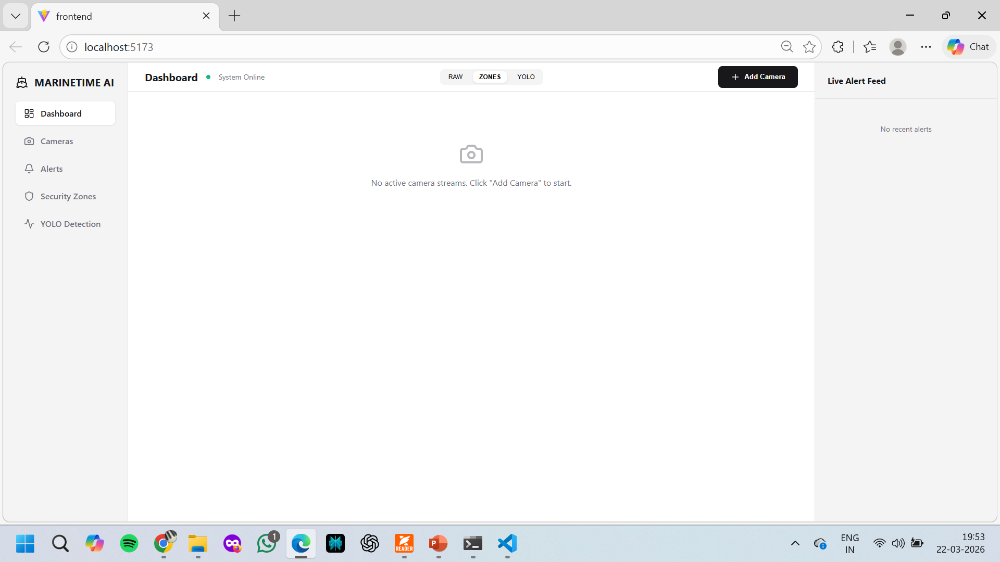 frontend
localhost:5173
Chat
MARINETIME AI
Dashboard
Cameras
Alerts
Security Zones
YOLO Detection
Dashboard
System Online
RAW
ZONES
YOLO
Add Camera
No active camera streams. Click "Add Camera" to start.
Live Alert Feed
No recent alerts
1
READER
P
ENG
IN
19:53
22-03-2026